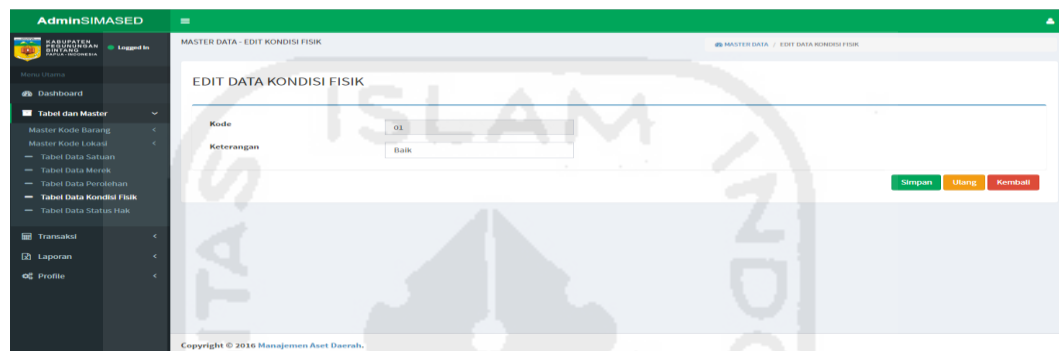 AdminSIMASED
KABUPATEN
PEGUNUNGAN
BINTANG
PAPUA-INDONESIA
Logged in
Menu Utama
Dashboard
Tabel dan Master
Master Kode Barang
Master Kode Lokasi
Tabel Data Satuan
Tabel Data Merek
Tabel Data Perolehan
Tabel Data Kondisi Fisik
Tabel Data Status Hak
Transaksi
Laporan
Profile
MASTER DATA - EDIT KONDISI FISIK
MASTER DATA / EDIT DATA KONDISI FISIK
EDIT DATA KONDISI FISIK
Kode
01
Keterangan
Baik
Simpan
Ulang
Kembali
Copyright © 2016 Manajemen Aset Daerah.
ISLAM